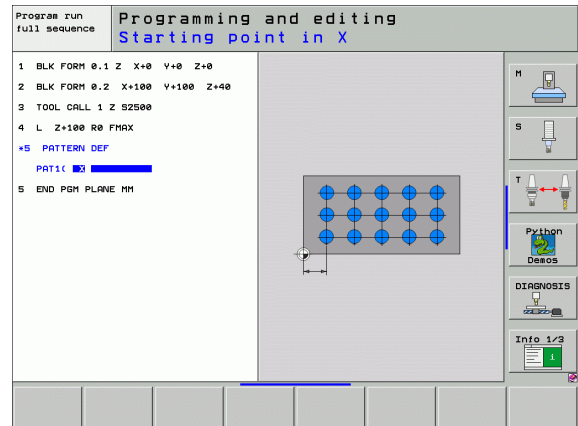 Program run
full sequence
Programming and editing
Starting point in X
1 BLK FORM 0.1 Z X+0 Y+0 Z+0
2 BLK FORM 0.2 X+100 Y+100 Z+40
3 TOOL CALL 1 Z S2500
4 L Z+100 R0 FMAX
*5 PATTERN DEF
PAT1( X
5 END PGM PLANE MM
M
S
T
Python
Demos
DIAGNOSIS
Info 1/3
i